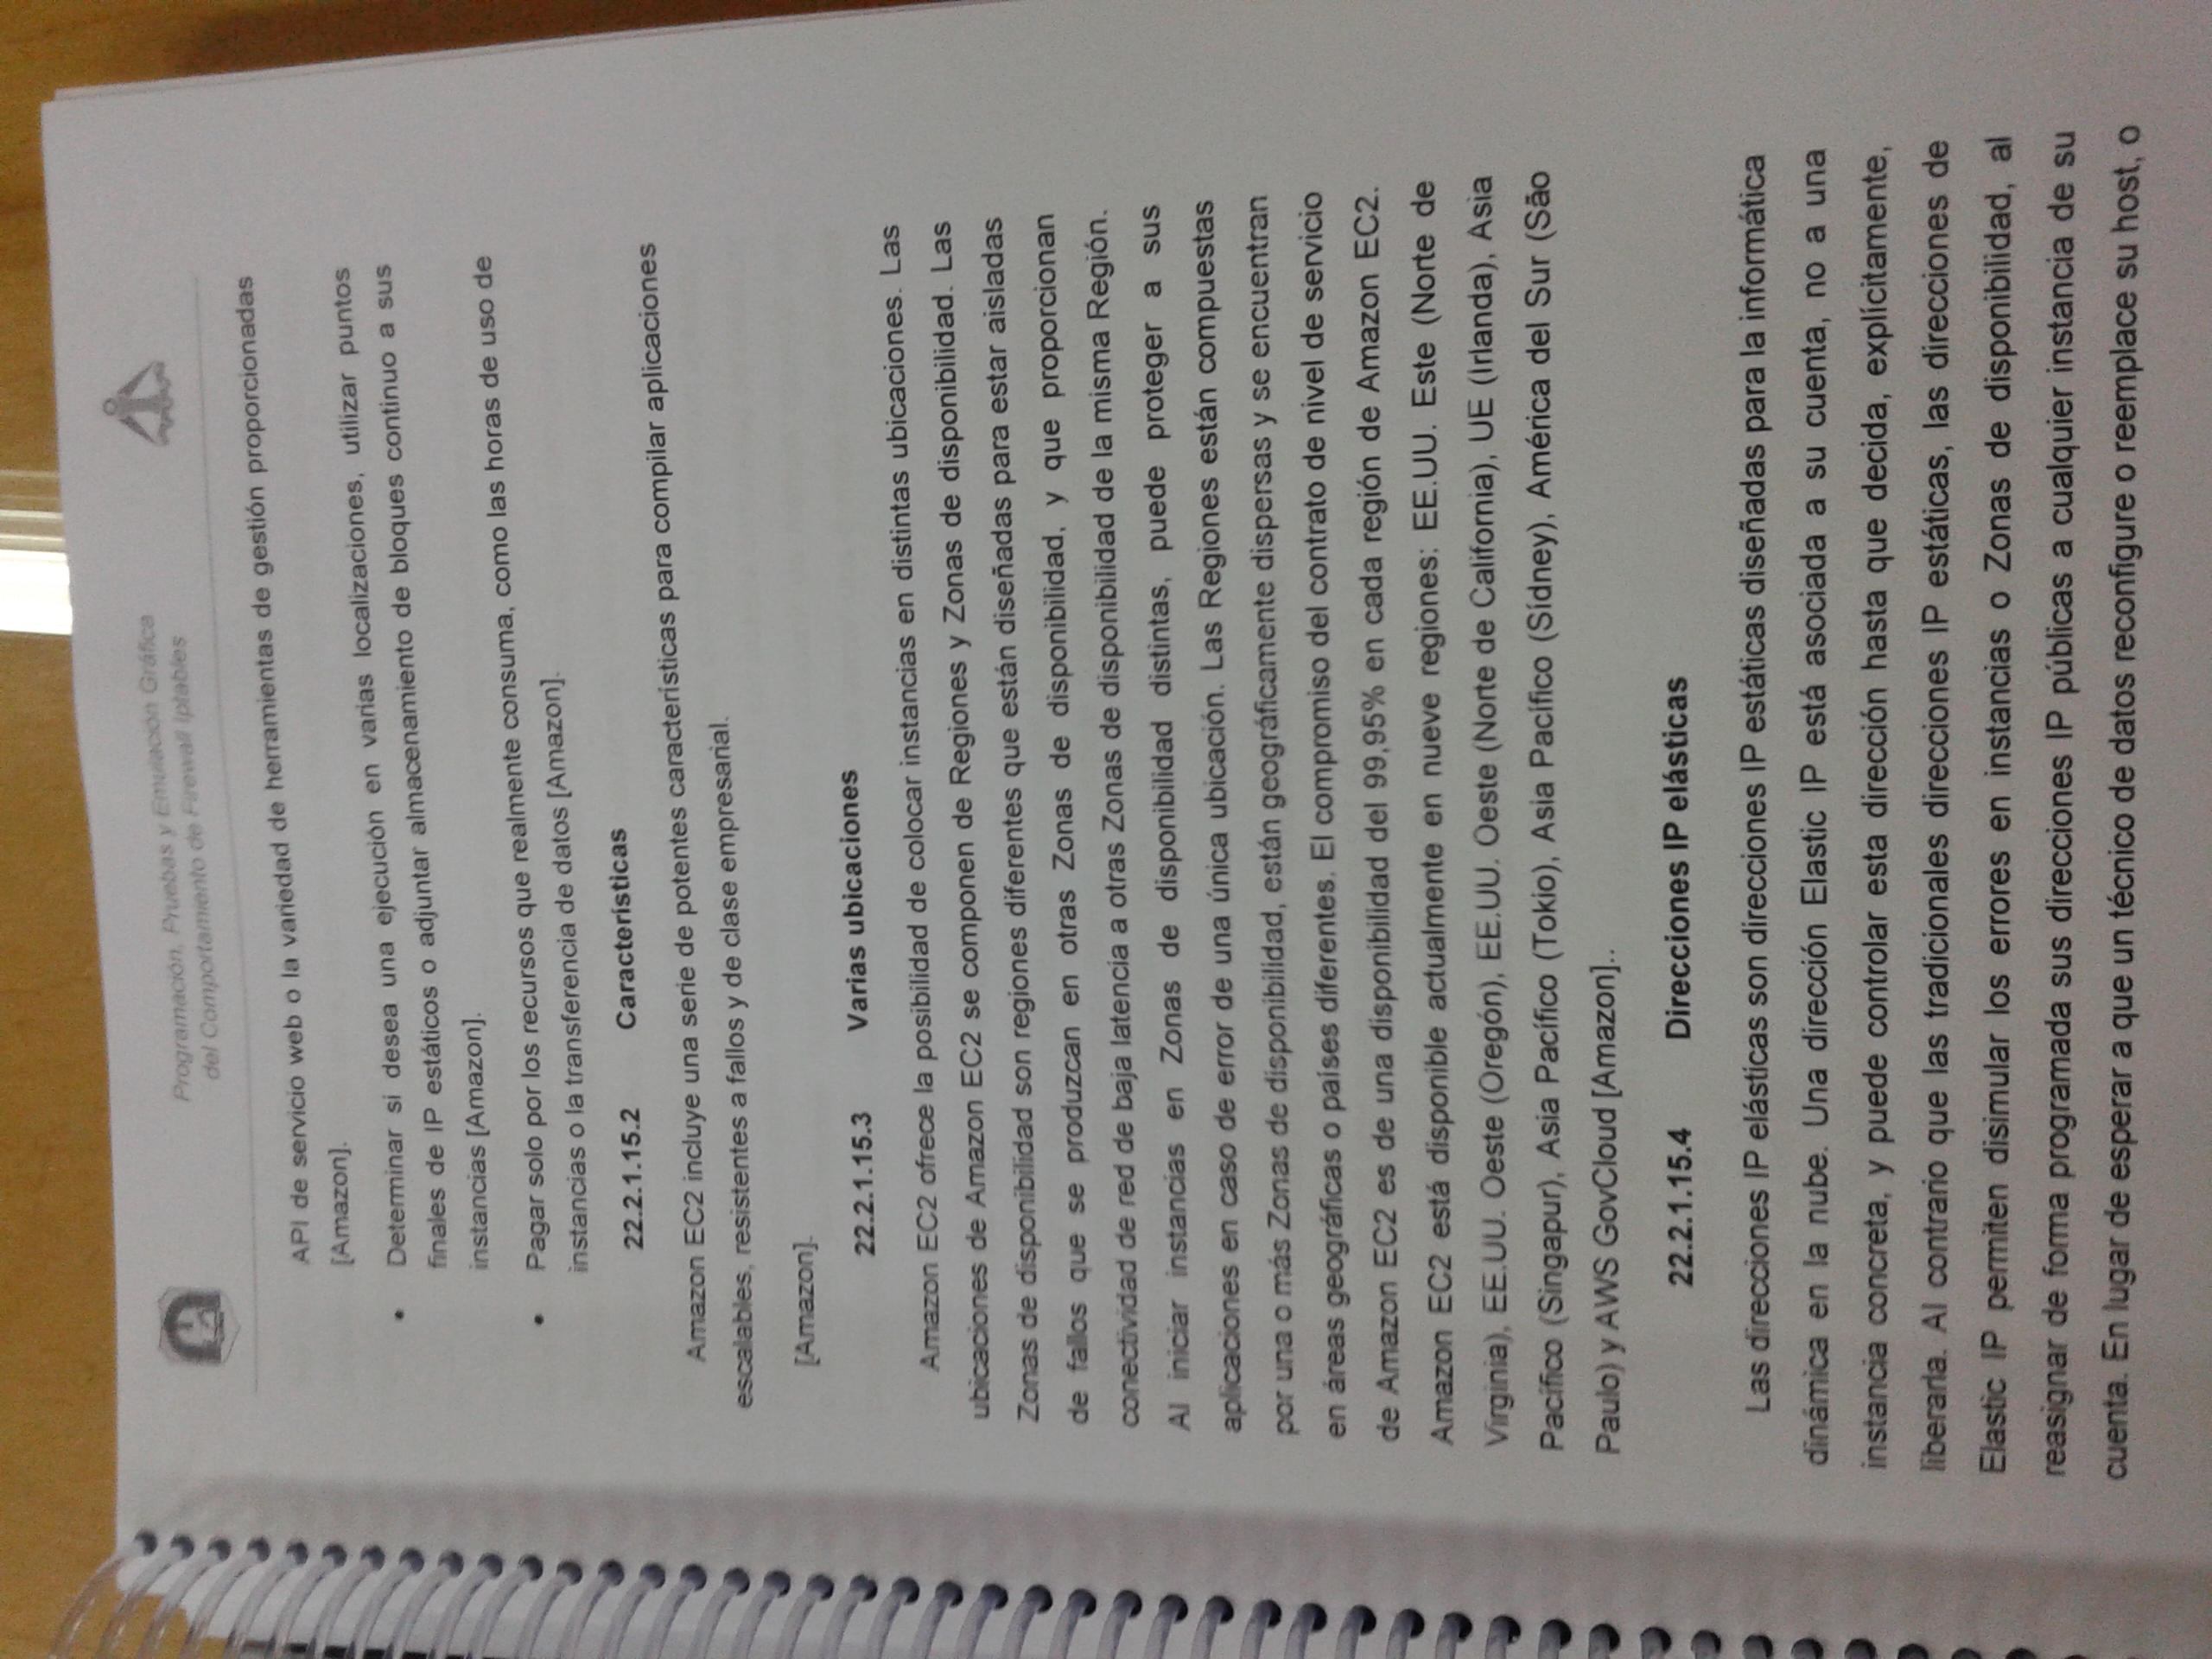 Programación, Pruebas y Emulación Gráfica
del Comportamiento de Firewall Iptables
API de servicio web o la variedad de herramientas de gestión proporcionadas
[Amazon].
• Determinar si desea una ejecución en varias localizaciones, utilizar puntos
finales de IP estáticos o adjuntar almacenamiento de bloques continuo a sus
instancias [Amazon].
• Pagar solo por los recursos que realmente consuma, como las horas de uso de
instancias o la transferencia de datos [Amazon].
22.2.1.15.2 Características
Amazon EC2 incluye una serie de potentes características para compilar aplicaciones
escalables, resistentes a fallos y de clase empresarial.
[Amazon].
22.2.1.15.3 Varias ubicaciones
Amazon EC2 ofrece la posibilidad de colocar instancias en distintas ubicaciones. Las
ubicaciones de Amazon EC2 se componen de Regiones y Zonas de disponibilidad. Las
Zonas de disponibilidad son regiones diferentes que están diseñadas para estar aisladas
de fallos que se produzcan en otras Zonas de disponibilidad, y que proporcionan
conectividad de red de baja latencia a otras Zonas de disponibilidad de la misma Región.
Al iniciar instancias en Zonas de disponibilidad distintas, puede proteger a sus
aplicaciones en caso de error de una única ubicación. Las Regiones están compuestas
por una o más Zonas de disponibilidad, están geográficamente dispersas y se encuentran
en áreas geográficas o países diferentes. El compromiso del contrato de nivel de servicio
de Amazon EC2 es de una disponibilidad del 99,95% en cada región de Amazon EC2.
Amazon EC2 está disponible actualmente en nueve regiones: EE.UU. Este (Norte de
Virginia), EE.UU. Oeste (Oregón), EE.UU. Oeste (Norte de California), UE (Irlanda), Asia
Pacífico (Singapur), Asia Pacífico (Tokio), Asia Pacífico (Sídney), América del Sur (São
Paulo) y AWS GovCloud [Amazon]..
22.2.1.15.4 Direcciones IP elásticas
Las direcciones IP elásticas son direcciones IP estáticas diseñadas para la informática
dinámica en la nube. Una dirección Elastic IP está asociada a su cuenta, no a una
instancia concreta, y puede controlar esta dirección hasta que decida, explícitamente,
liberarla. Al contrario que las tradicionales direcciones IP estáticas, las direcciones de
Elastic IP permiten disimular los errores en instancias o Zonas de disponibilidad, al
reasignar de forma programada sus direcciones IP públicas a cualquier instancia de su
cuenta. En lugar de esperar a que un técnico de datos reconfigure o reemplace su host, o